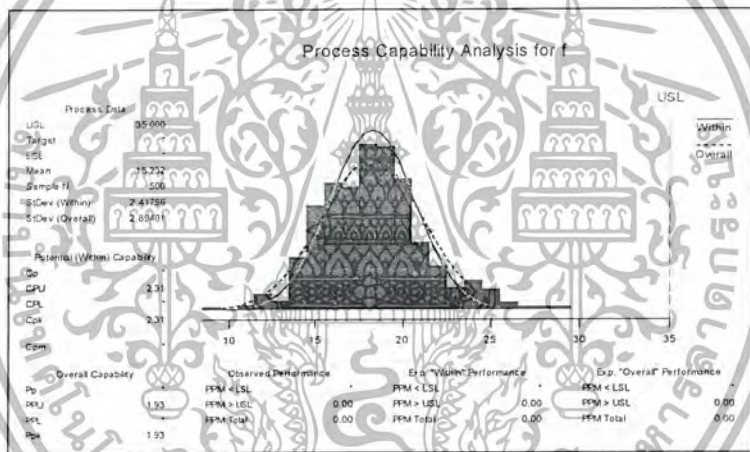 Process Capability Analysis for f
USL
Process Data
USL 35.000
Target *
LSL *
Mean 18.232
Sample N 500
StDev (Within) 2.41796
StDev (Overall) 2.89401
Within
Overall
Potential (Within) Capability
Cp *
CPU 2.31
CPL *
Cpk 2.31
Cpm *
10 15 20 25 30 35
Overall Capability
Pp *
PPU 1.93
PPL *
Ppk 1.93
Observed Performance
PPM < LSL *
PPM > USL 0.00
PPM Total 0.00
Exp. "Within" Performance
PPM < LSL *
PPM > USL 0.00
PPM Total 0.00
Exp. "Overall" Performance
PPM < LSL *
PPM > USL 0.00
PPM Total 0.00